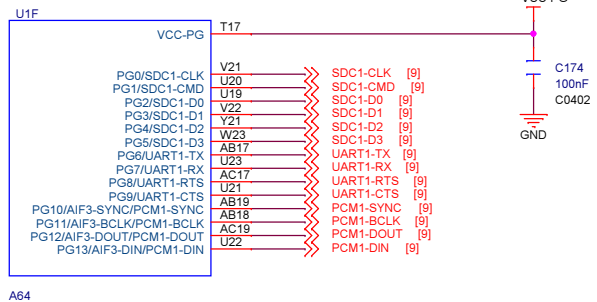 U1F
VCC-PG T17
PG0/SDC1-CLK V21 SDC1-CLK [9]
PG1/SDC1-CMD U20 SDC1-CMD [9]
PG2/SDC1-D0 U19 SDC1-D0 [9]
PG3/SDC1-D1 V22 SDC1-D1 [9]
PG4/SDC1-D2 Y21 SDC1-D2 [9]
PG5/SDC1-D3 W23 SDC1-D3 [9]
PG6/UART1-TX AB17 UART1-TX [9]
PG7/UART1-RX U23 UART1-RX [9]
PG8/UART1-RTS AC17 UART1-RTS [9]
PG9/UART1-CTS U21 UART1-CTS [9]
PG10/AIF3-SYNC/PCM1-SYNC AB19 PCM1-SYNC [9]
PG11/AIF3-BCLK/PCM1-BCLK AB18 PCM1-BCLK [9]
PG12/AIF3-DOUT/PCM1-DOUT AC19 PCM1-DOUT [9]
PG13/AIF3-DIN/PCM1-DIN U22 PCM1-DIN [9]
C174
100nF
C0402
GND
A64